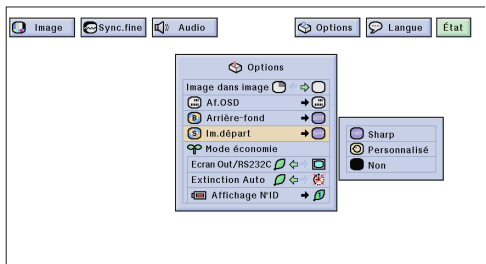 Image Sync.fine Audio Options Langue État
Options
Image dans image
Af.OSD
B Arrière-fond
S Im.départ
Sharp
Personnalisé
Non
Mode économie
Ecran Out/RS232C
Extinction Auto
Affichage N'ID 1